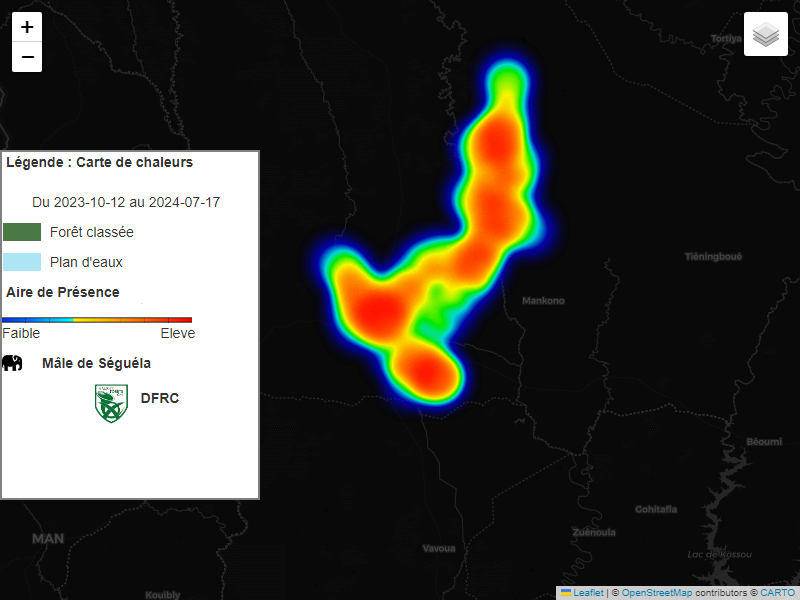 +
−
Tortiya
Légende : Carte de chaleurs
Du 2023-10-12 au 2024-07-17
Forêt classée
Plan d'eaux
Aire de Présence
Faible Eleve
Mâle de Séguéla
DFRC
Tiéningboué
Mankono
Béoumi
Gohitafla
Zuénoula
MAN
Vavoua
Lac de Kossou
Kouibly
Leaflet | © OpenStreetMap contributors © CARTO